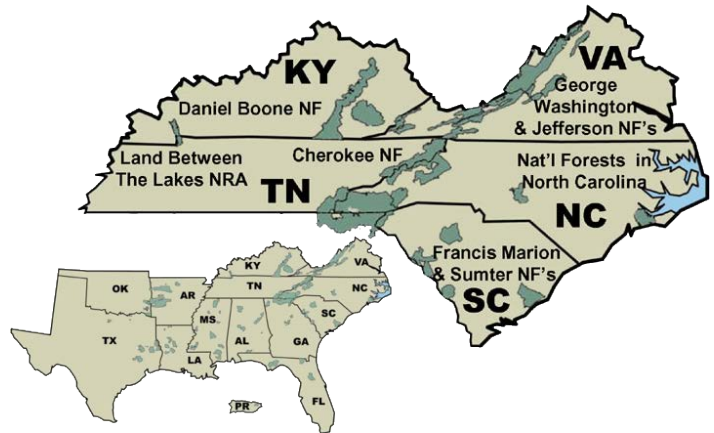 KY
VA
Daniel Boone NF
George
Washington
& Jefferson NF's
Land Between
The Lakes NRA
Cherokee NF
TN
Nat'l Forests in
North Carolina
NC
Francis Marion
& Sumter NF's
SC
KY
VA
OK
AR
TN
NC
MS
SC
TX
AL
GA
LA
FL
PR